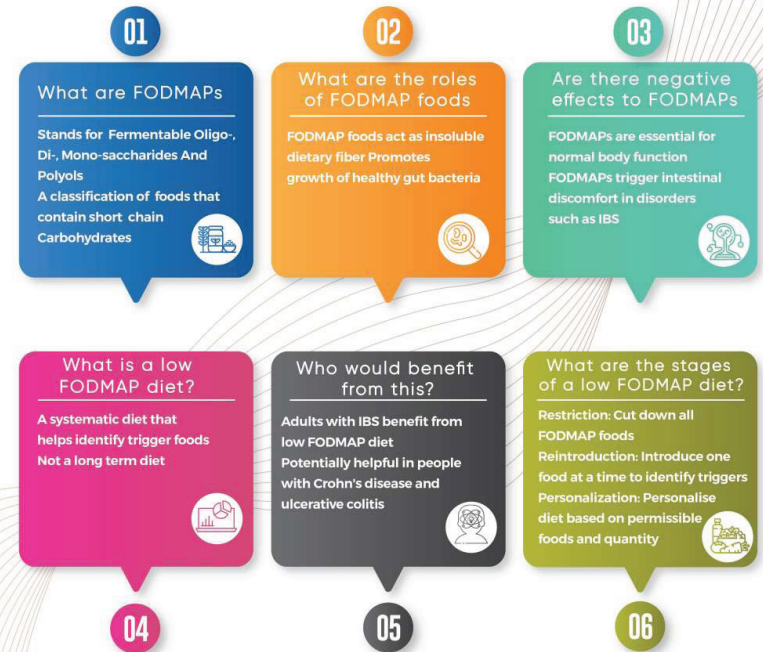 01
What are FODMAPs
Stands for Fermentable Oligo-,
Di-, Mono-saccharides And
Polyols
A classification of foods that
contain short chain
Carbohydrates
02
What are the roles
of FODMAP foods
FODMAP foods act as insoluble
dietary fiber Promotes
growth of healthy gut bacteria
03
Are there negative
effects to FODMAPs
FODMAPs are essential for
normal body function
FODMAPs trigger intestinal
discomfort in disorders
such as IBS
What is a low
FODMAP diet?
A systematic diet that
helps identify trigger foods
Not a long term diet
04
Who would benefit
from this?
Adults with IBS benefit from
low FODMAP diet
Potentially helpful in people
with Crohn's disease and
ulcerative colitis
05
What are the stages
of a low FODMAP diet?
Restriction: Cut down all
FODMAP foods
Reintroduction: Introduce one
food at a time to identify triggers
Personalization: Personalise
diet based on permissible
foods and quantity
06